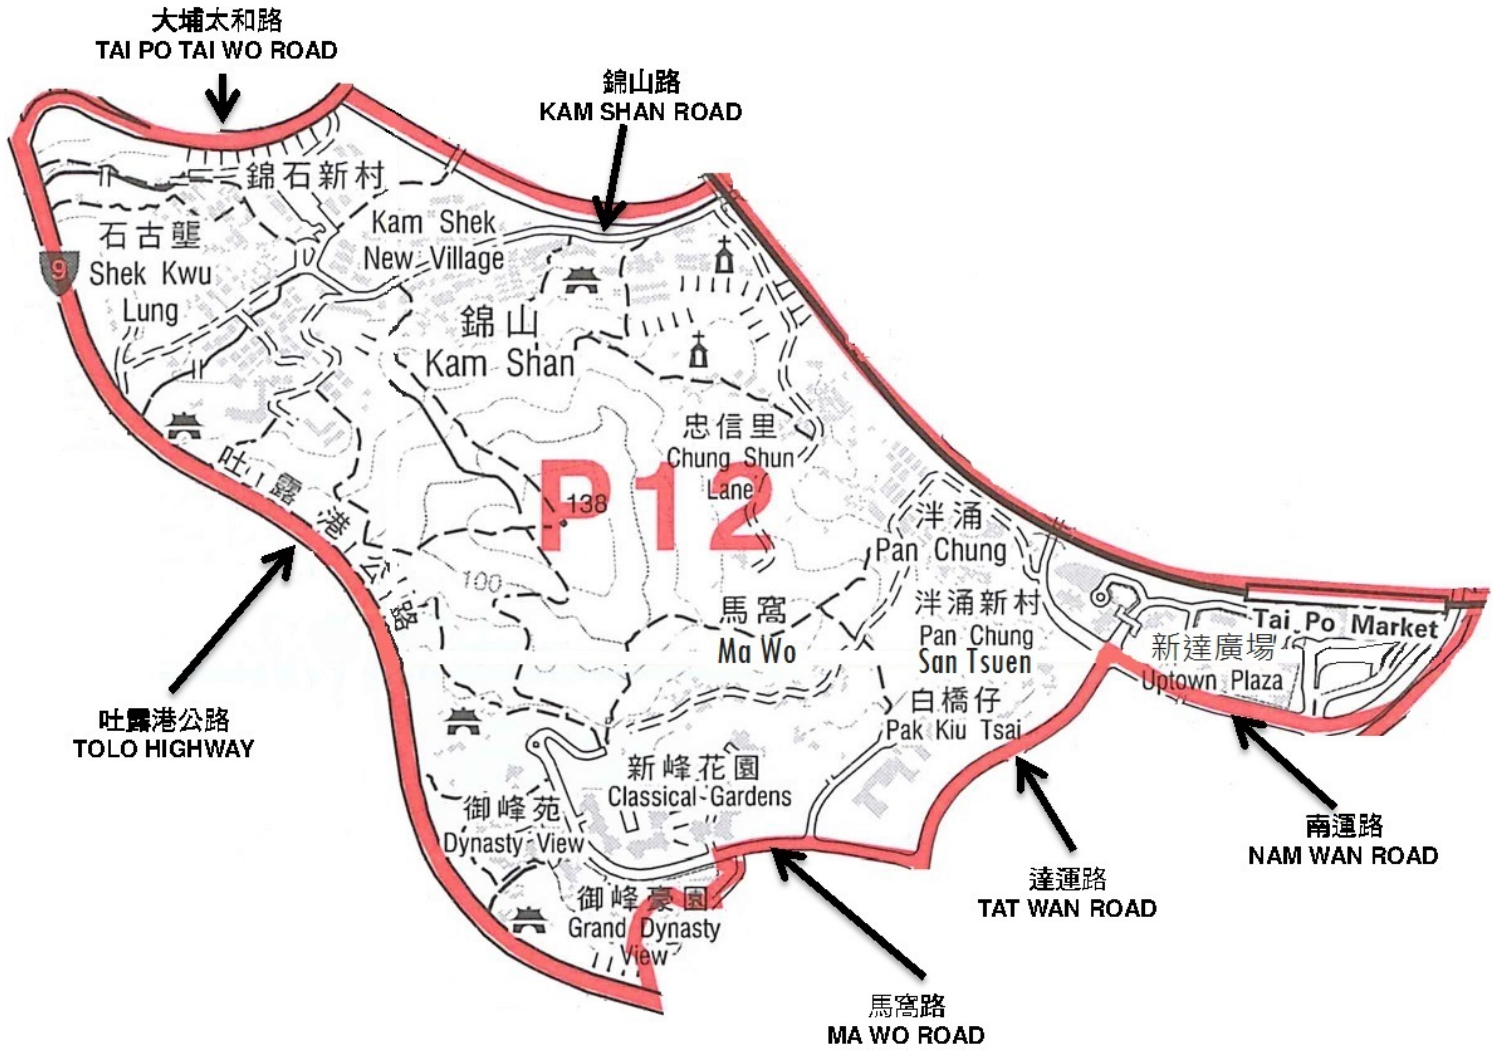 大埔太和路
TAI PO TAI WO ROAD
錦山路
KAM SHAN ROAD
錦石新村
Kam Shek
New Village
石古壟
Shek Kwu
Lung
9
錦山
Kam Shan
忠信里
Chung Shun
Lane
P12
138
100
吐露港公路
泮涌
Pan Chung
泮涌新村
Pan Chung
San Tsuen
馬窩
Ma Wo
Tai Po Market
新達廣場
Uptown Plaza
白橋仔
Pak Kiu Tsai
吐露港公路
TOLO HIGHWAY
新峰花園
Classical Gardens
御峰苑
Dynasty View
御峰豪園
Grand Dynasty
View
南運路
NAM WAN ROAD
達運路
TAT WAN ROAD
馬窩路
MA WO ROAD